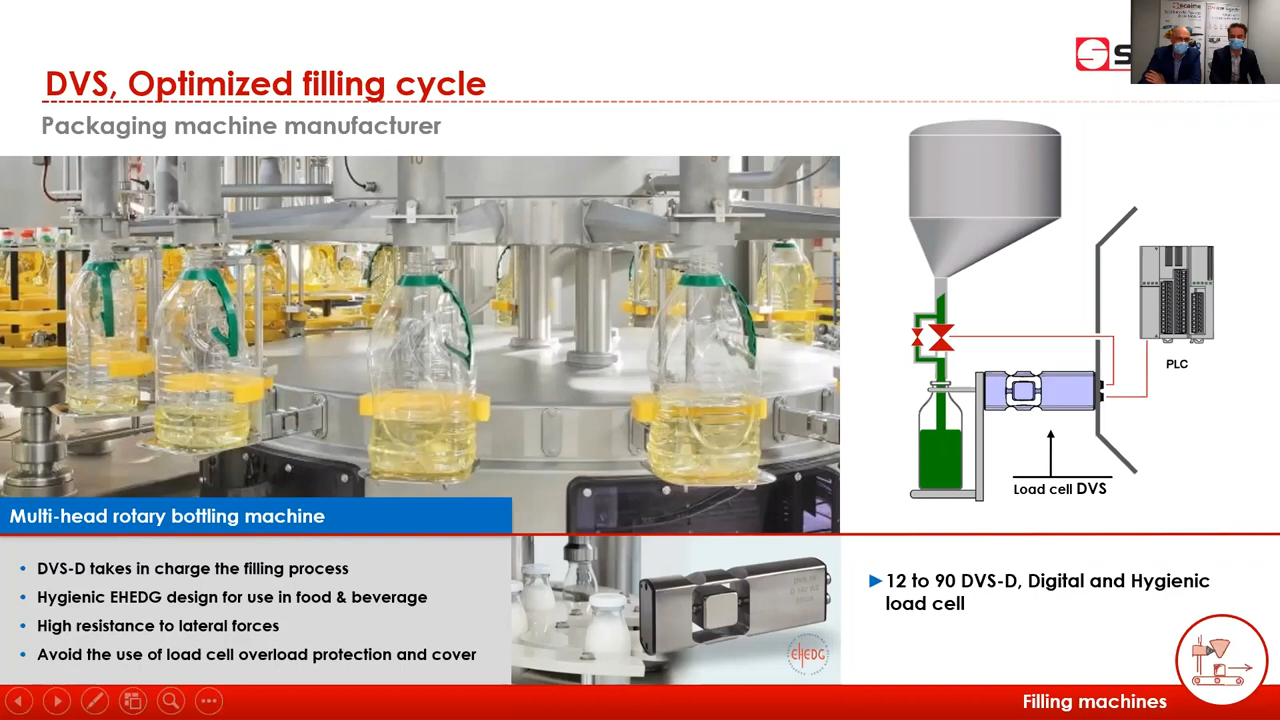 DVS, Optimized filling cycle
Packaging machine manufacturer
PLC
Load cell DVS
Multi-head rotary bottling machine
• DVS-D takes in charge the filling process
• Hygienic EHEDG design for use in food & beverage
• High resistance to lateral forces
• Avoid the use of load cell overload protection and cover
EHEDG
12 to 90 DVS-D, Digital and Hygienic
load cell
Filling machines